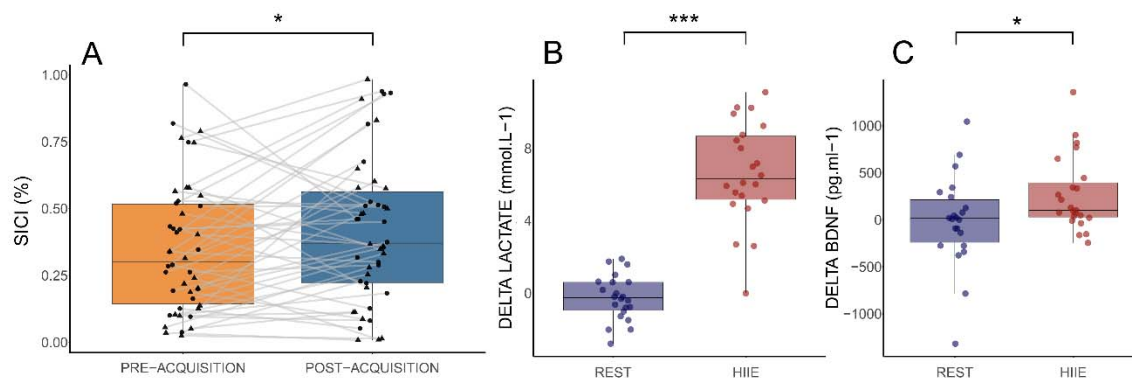 A
*
SICI (%)
1.00
0.75
0.50
0.25
0.00
PRE−ACQUISITION
POST−ACQUISITION
B
***
DELTA LACTATE (mmol.L−1)
8
4
0
REST
HIIE
C
*
DELTA BDNF (pg.ml−1)
1000
500
0
−500
−1000
REST
HIIE